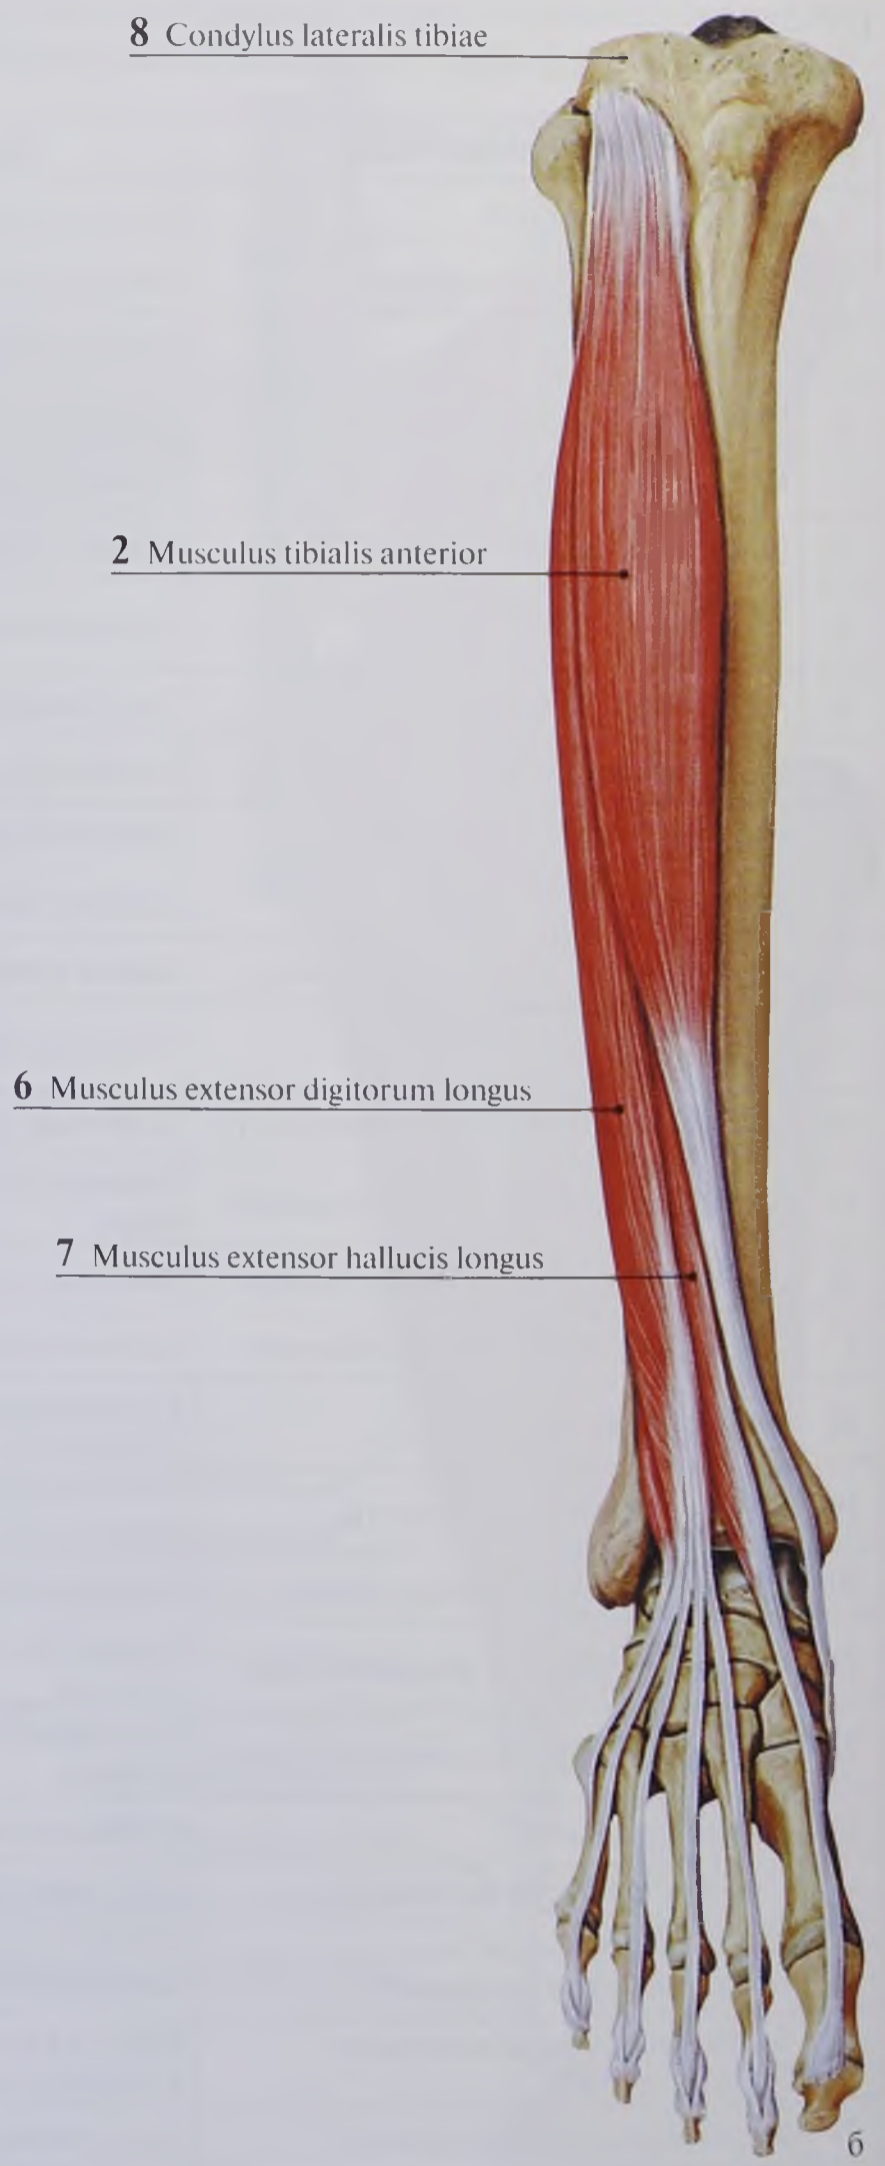 8 Condylus lateralis tibiae
2 Musculus tibialis anterior
6 Musculus extensor digitorum longus
7 Musculus extensor hallucis longus
б